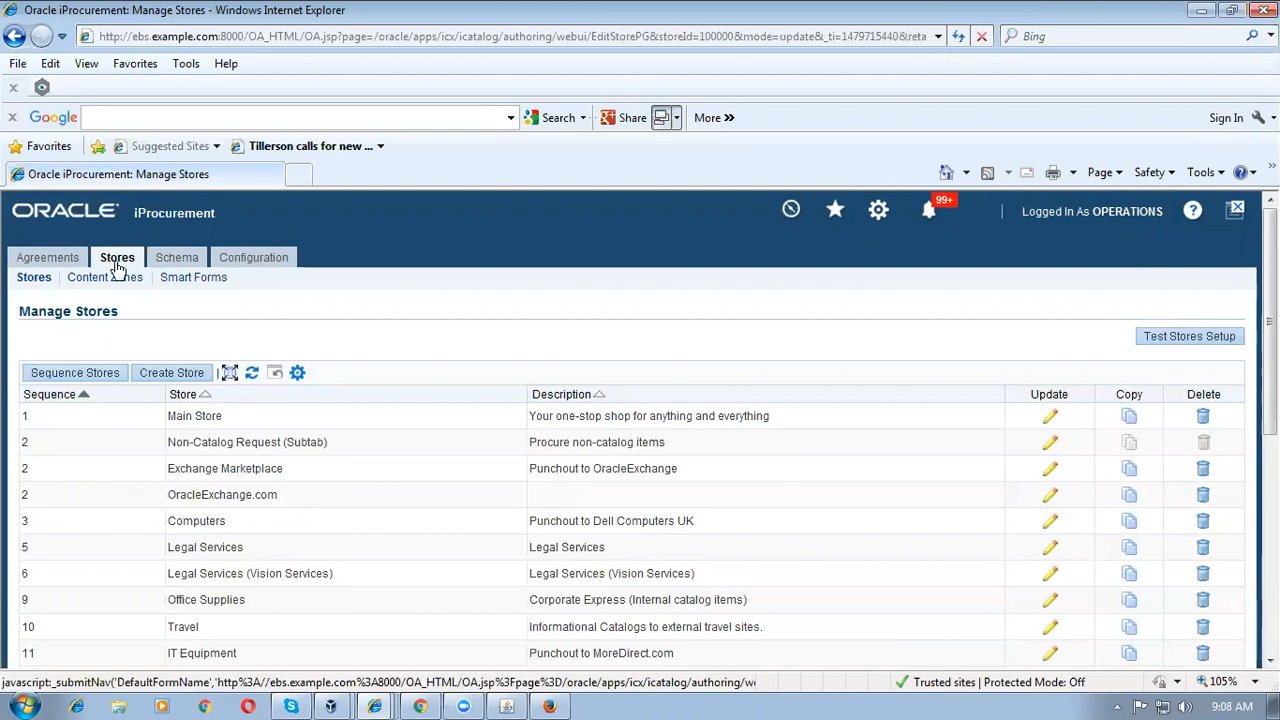 Oracle iProcurement: Manage Stores - Windows Internet Explorer
http://ebs.example.com:8000/OA_HTML/OA.jsp?page=/oracle/apps/icx/icatalog/authoring/webui/EditStorePG&storeId=100000&mode=update&_ti=1479715440&reta
Bing
File Edit View Favorites Tools Help
x
x Google Search Share More » Sign In
Favorites Suggested Sites Tillerson calls for new ...
Oracle iProcurement: Manage Stores Page Safety Tools »
ORACLE® iProcurement 99+ Logged In As OPERATIONS ?
Agreements Stores Schema Configuration
Stores | Content Zones | Smart Forms
Manage Stores
Test Stores Setup
Sequence Stores Create Store
Sequence Store Description Update Copy Delete
1 Main Store Your one-stop shop for anything and everything
2 Non-Catalog Request (Subtab) Procure non-catalog items
2 Exchange Marketplace Punchout to OracleExchange
2 OracleExchange.com
3 Computers Punchout to Dell Computers UK
5 Legal Services Legal Services
6 Legal Services (Vision Services) Legal Services (Vision Services)
9 Office Supplies Corporate Express (Internal catalog items)
10 Travel Informational Catalogs to external travel sites.
11 IT Equipment Punchout to MoreDirect.com
javascript:_submitNav('DefaultFormName','http%3A//ebs.example.com%3A8000/OA_HTML/OA.jsp%3Fpage%3D/oracle/apps/icx/icatalog/authoring/we Trusted sites | Protected Mode: Off 105%
9:08 AM